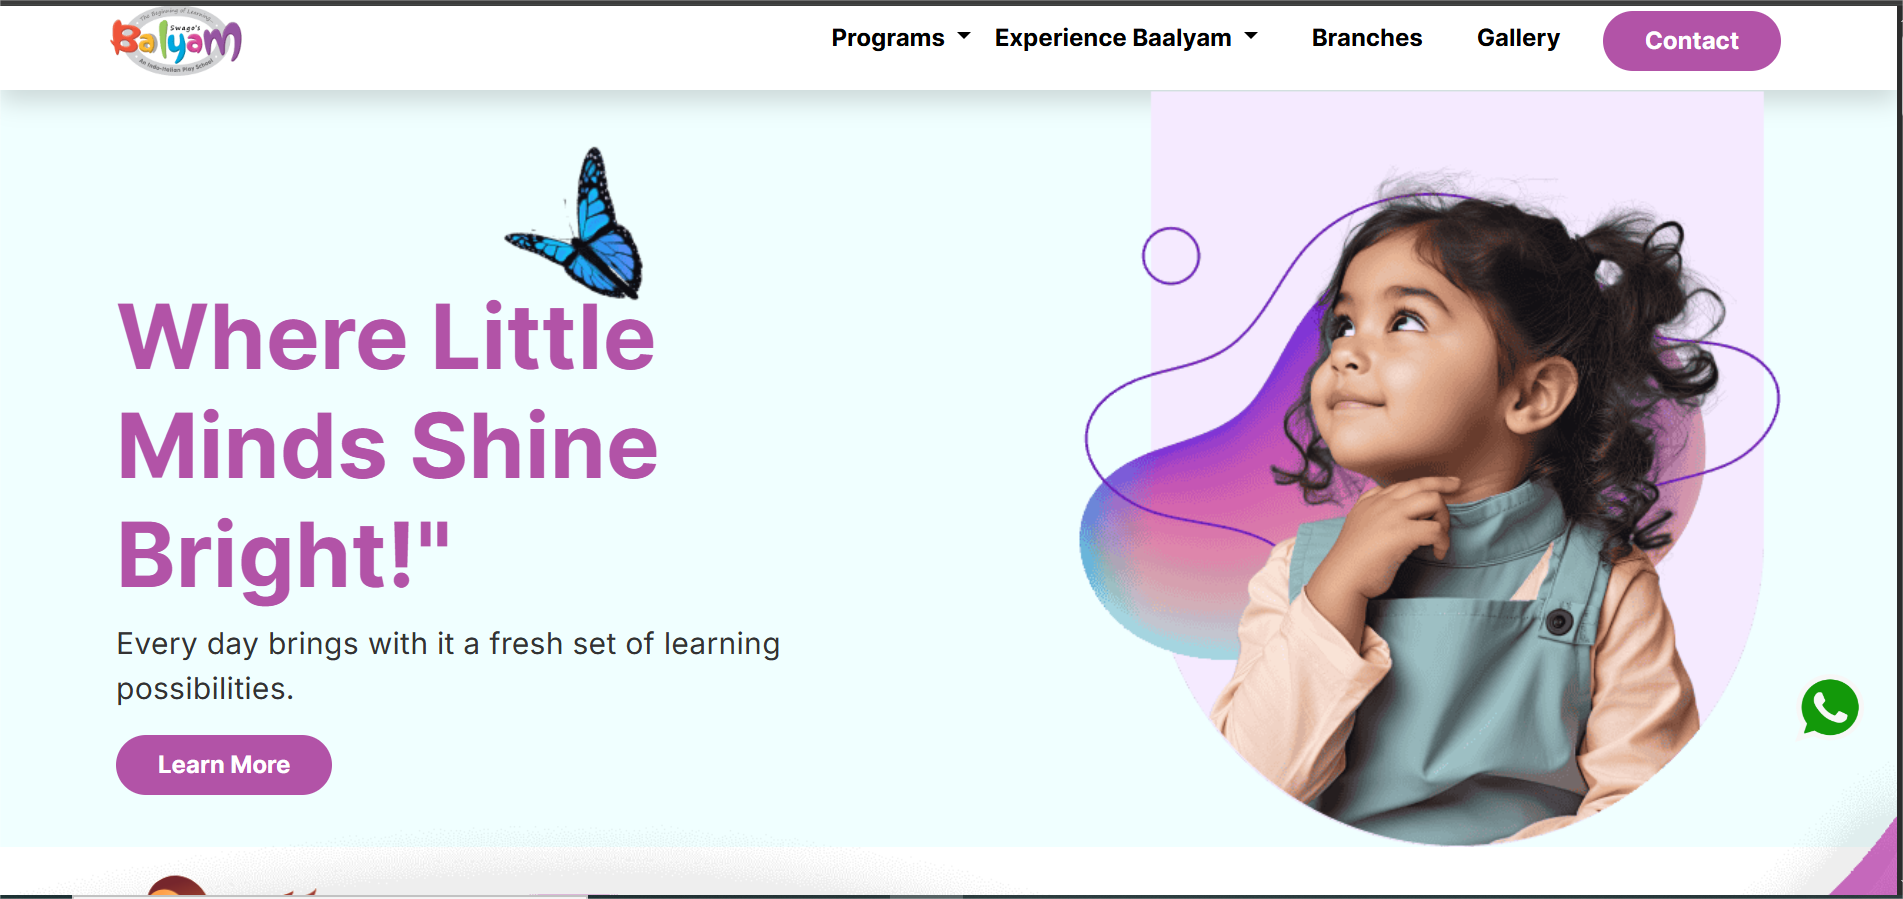 The Beginning of Learning...
Swago's
Balyam
An Indo-Italian Play School
Programs
Experience Baalyam
Branches
Gallery
Contact
Where Little
Minds Shine
Bright!"
Every day brings with it a fresh set of learning
possibilities.
Learn More